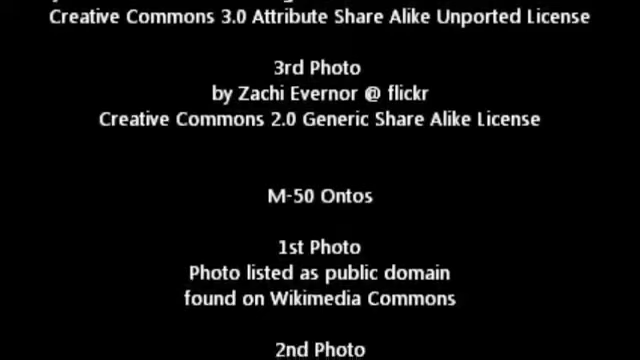 Creative Commons 3.0 Attribute Share Alike Unported License
3rd Photo
by Zachi Evernor @ flickr
Creative Commons 2.0 Generic Share Alike License
M-50 Ontos
1st Photo
Photo listed as public domain
found on Wikimedia Commons
2nd Photo